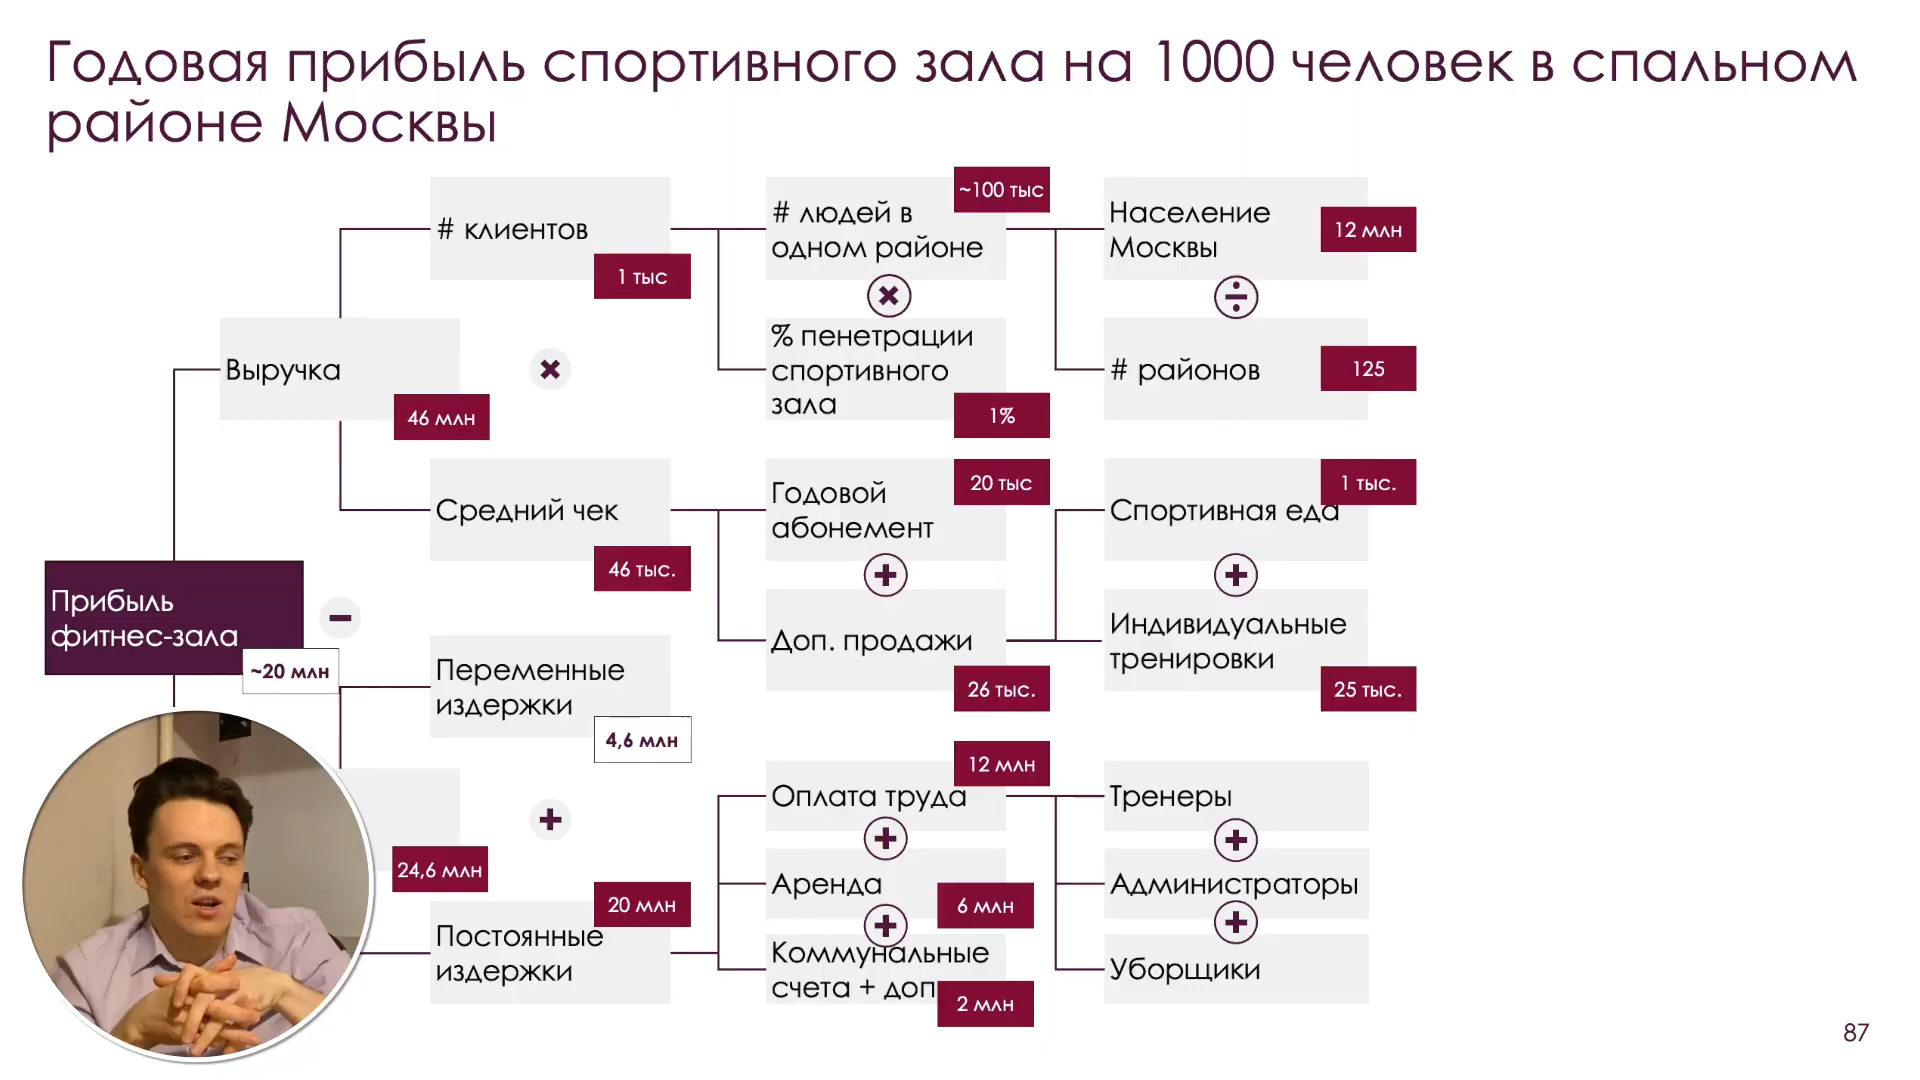 Годовая прибыль спортивного зала на 1000 человек в спальном
районе Москвы
# клиентов
1 тыс
# людей в
одном районе
~100 тыс
Население
Москвы
12 млн
% пенетрации
спортивного
зала
1%
# районов
125
Выручка
46 млн
Средний чек
46 тыс.
Годовой
абонемент
20 тыс
Спортивная еда
1 тыс.
Доп. продажи
26 тыс.
Индивидуальные
тренировки
25 тыс.
Прибыль
фитнес-зала
~20 млн
Переменные
издержки
4,6 млн
24,6 млн
Постоянные
издержки
20 млн
Оплата труда
12 млн
Тренеры
Аренда
6 млн
Администраторы
Коммунальные
счета + доп
2 млн
Уборщики
87